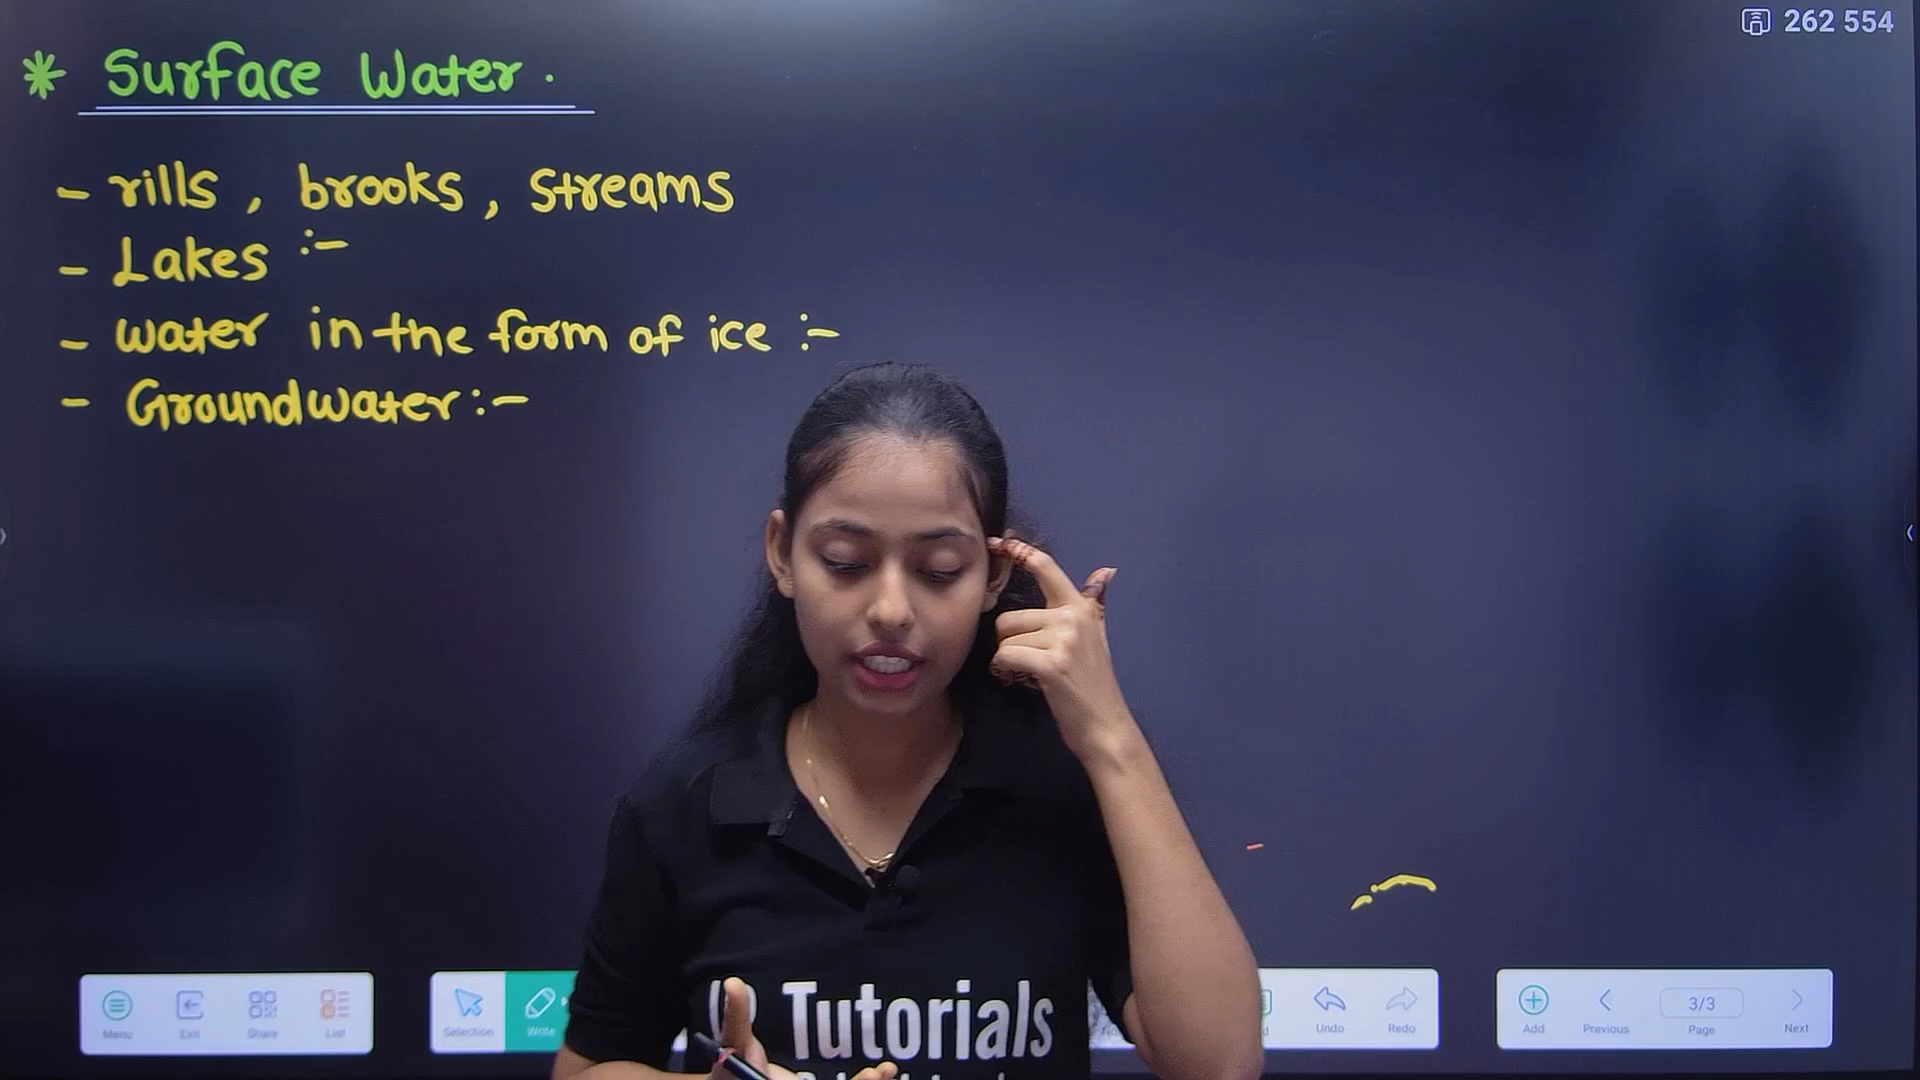 262 554
* Surface Water.
- rills, brooks, streams
- Lakes :-
- water in the form of ice :-
- Groundwater :-
Tutorials
Menu Exit Share List
Selection Write
Undo Redo
Add Previous 3/3 Page Next